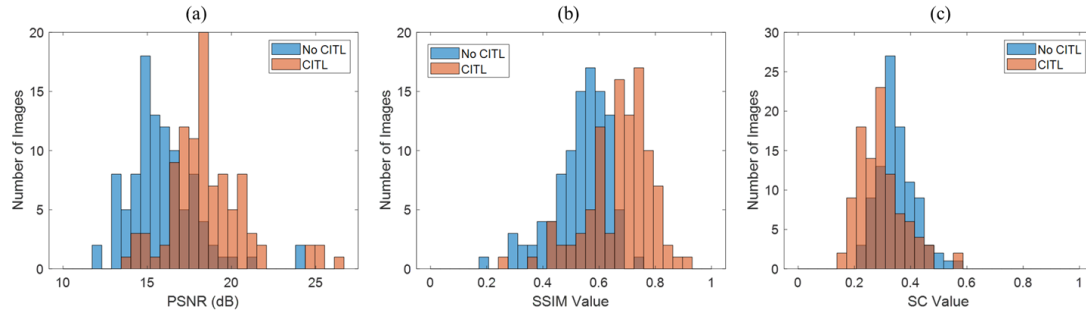 (a)
20
15
10
5
0
Number of Images
No CITL
CITL
10 15 20 25
PSNR (dB)
(b)
20
15
10
5
0
Number of Images
No CITL
CITL
0 0.2 0.4 0.6 0.8 1
SSIM Value
(c)
30
25
20
15
10
5
0
Number of Images
No CITL
CITL
0 0.2 0.4 0.6 0.8 1
SC Value